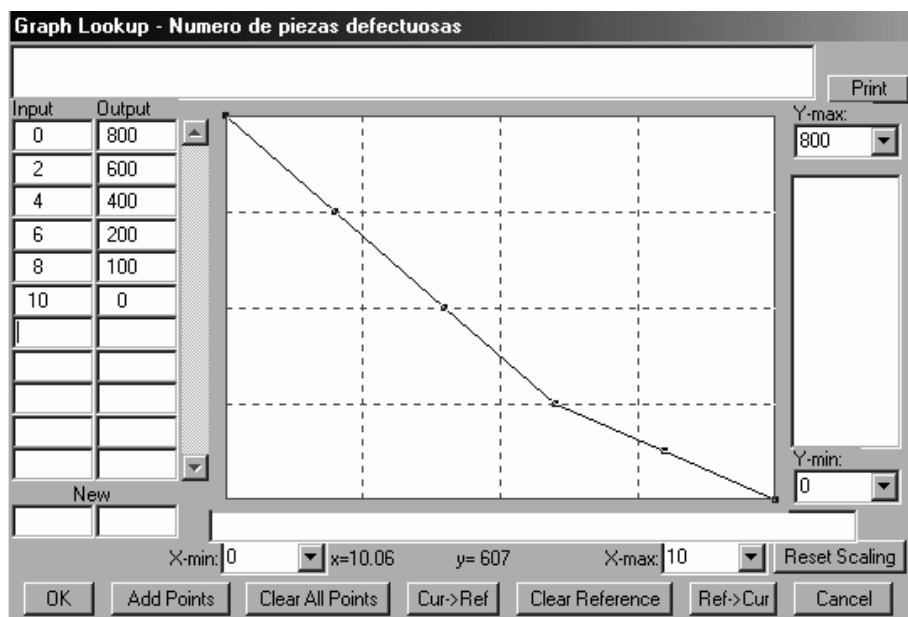 Graph Lookup - Numero de piezas defectuosas
Print
Input Output
0 800
2 600
4 400
6 200
8 100
10 0
New
Y-max:
800
Y-min:
0
X-min: 0 x=10.06 y= 607 X-max: 10 Reset Scaling
OK Add Points Clear All Points Cur->Ref Clear Reference Ref->Cur Cancel